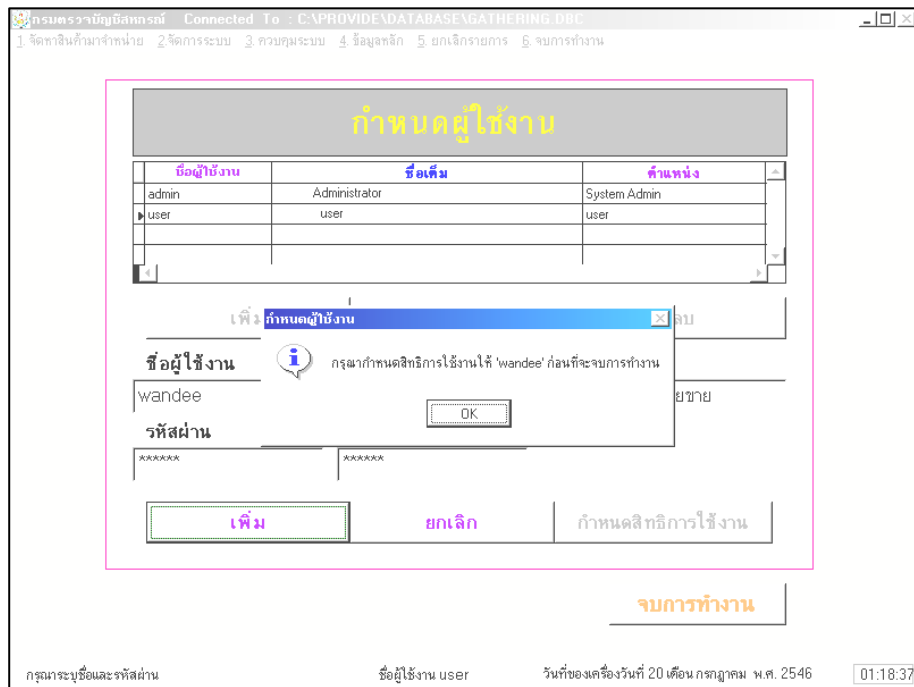 กรมตรวจบัญชีสหกรณ์ Connected To : C:\PROVIDE\DATABASE\GATHERING.DBC
1. จัดหาสินค้ามาจำหน่าย 2จัดการระบบ 3. ควบคุมระบบ 4. ข้อมูลหลัก 5. ยกเลิกรายการ 6. จบการทำงาน
กำหนดผู้ใช้งาน
ชื่อผู้ใช้งาน ชื่อเต็ม ตำแหน่ง
admin Administrator System Admin
user user user
เพิ่ม ลบ
กำหนดผู้ใช้งาน
กรุณากำหนดสิทธิการใช้งานให้ 'wandee' ก่อนที่จะจบการทำงาน
OK
ชื่อผู้ใช้งาน
wandee ยขาย
รหัสผ่าน
****** ******
เพิ่ม ยกเลิก กำหนดสิทธิการใช้งาน
จบการทำงาน
กรุณาระบุชื่อและรหัสผ่าน ชื่อผู้ใช้งาน user วันที่ของเครื่องวันที่ 20 เดือน กรกฎาคม พ.ศ. 2546 01:18:37